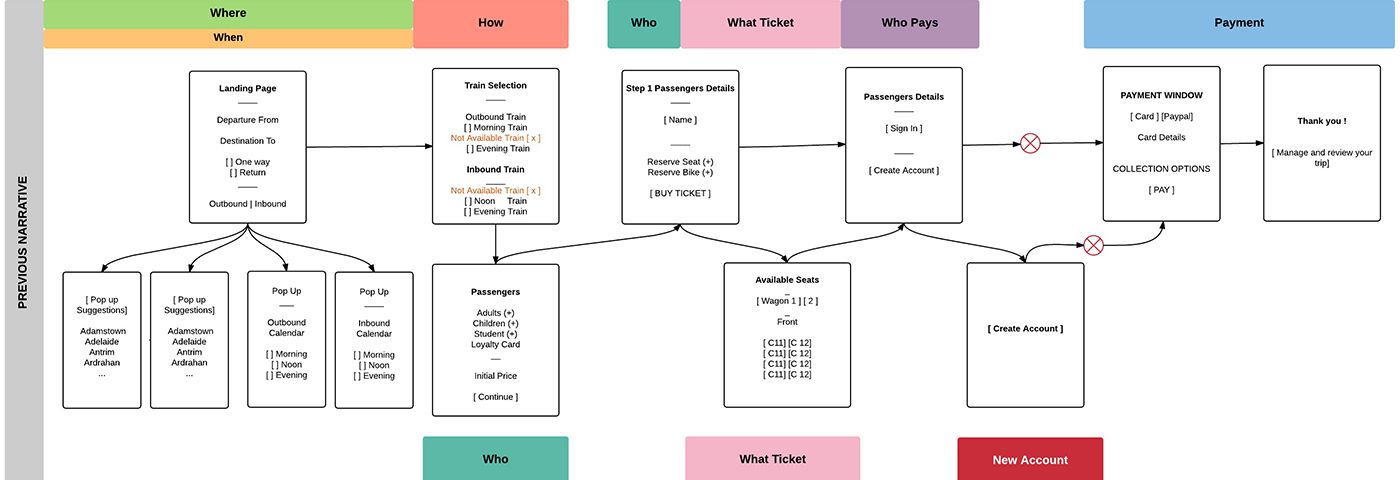 PREVIOUS NARRATIVE
Where
When
How
Who
What Ticket
Who Pays
Payment
Landing Page
Departure From
Destination To
[ ] One way
[ ] Return
Outbound | Inbound
Train Selection
Outbound Train
[ ] Morning Train
Not Available Train [ x ]
[ ] Evening Train
Inbound Train
Not Available Train [ x ]
[ ] Noon Train
[ ] Evening Train
Step 1 Passengers Details
[ Name ]
Reserve Seat (+)
Reserve Bike (+)
[ BUY TICKET ]
Passengers Details
[ Sign In ]
[ Create Account ]
PAYMENT WINDOW
[ Card ] [Paypal]
Card Details
COLLECTION OPTIONS
[ PAY ]
Thank you !
[ Manage and review your
trip]
[ Pop up
Suggestions]
Adamstown
Adelaide
Antrim
Ardrahan
...
[ Pop up
Suggestions]
Adamstown
Adelaide
Antrim
Ardrahan
...
Pop Up
Outbound
Calendar
[ ] Morning
[ ] Noon
[ ] Evening
Pop Up
Inbound
Calendar
[ ] Morning
[ ] Noon
[ ] Evening
Passengers
Adults (+)
Children (+)
Student (+)
Loyalty Card
Initial Price
[ Continue ]
Available Seats
[ Wagon 1 ] [ 2 ]
Front
[ C11] [C 12]
[ C11] [C 12]
[ C11] [C 12]
[ C11] [C 12]
[ Create Account ]
Who
What Ticket
New Account